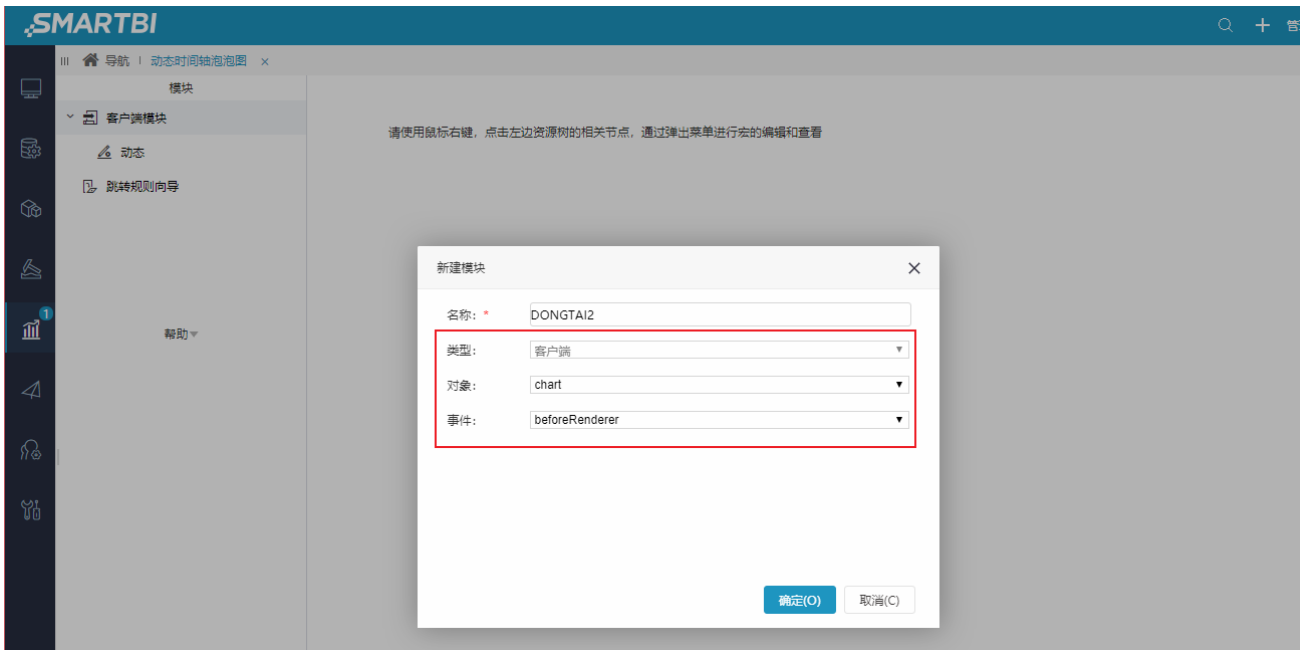 SMARTBI
管
导航 动态时间轴泡泡图 ×
模块
客户端模块
动态
跳转规则向导
请使用鼠标右键，点击左边资源树的相关节点，通过弹出菜单进行宏的编辑和查看
1
帮助
新建模块
名称： * DONGTAI2
类型： 客户端
对象： chart
事件： beforeRenderer
确定(O) 取消(C)